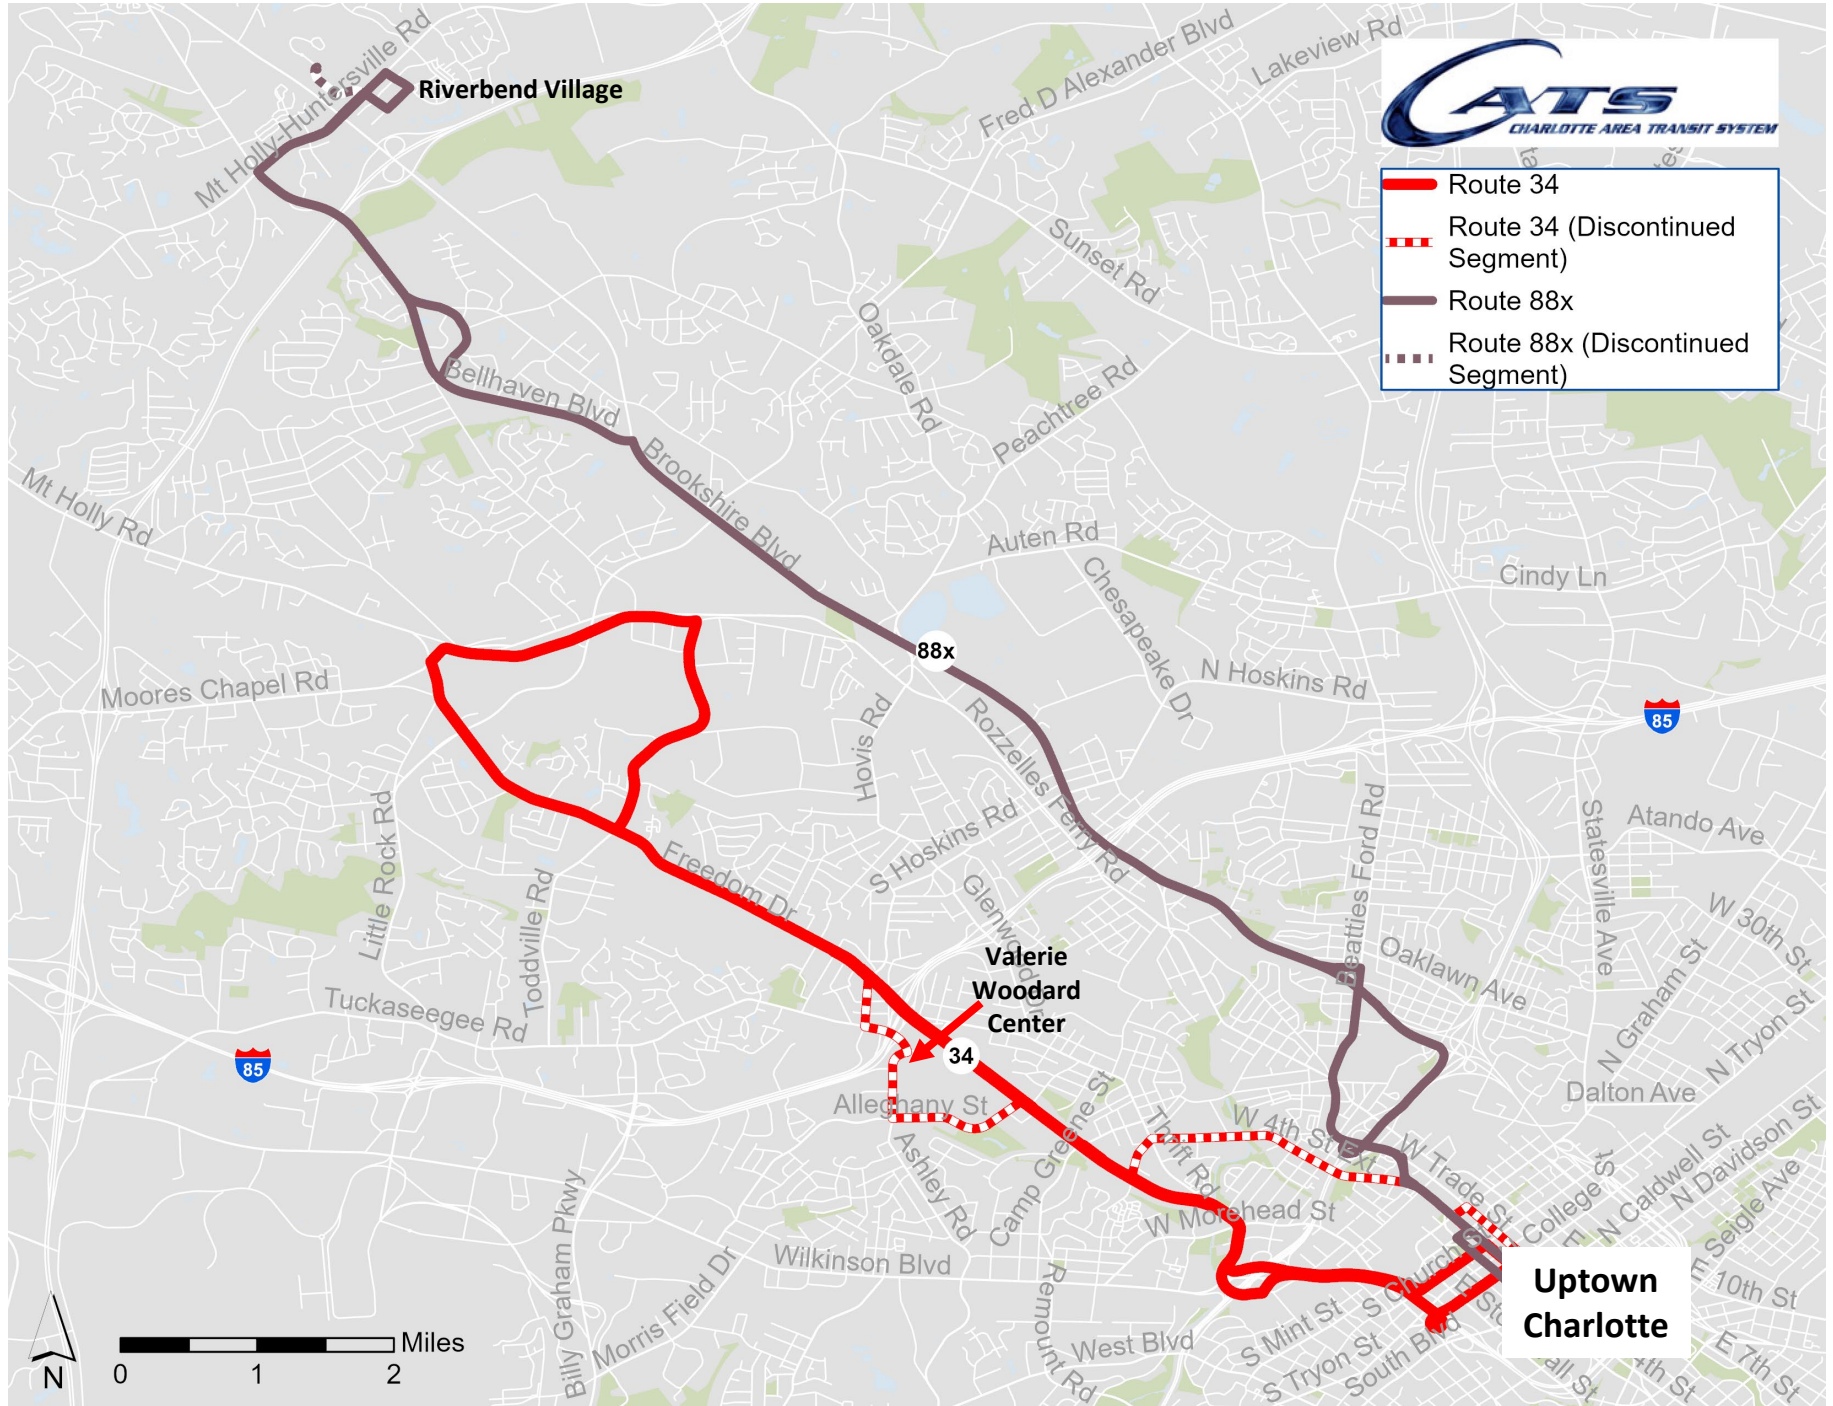 Mt Holly-Huntersville Rd
Riverbend Village
Fred D Alexander Blvd
Lakeview Rd
CATS
CHARLOTTE AREA TRANSIT SYSTEM
Route 34
Route 34 (Discontinued
Segment)
Route 88x
Route 88x (Discontinued
Segment)
Sunset Rd
Oakdale Rd
Peachtree Rd
Bellhaven Blvd
Brookshire Blvd
Mt Holly Rd
Auten Rd
Chesapeake Dr
Cindy Ln
88x
N Hoskins Rd
Moores Chapel Rd
85
Hovis Rd
Rozzelles Ferry Rd
Little Rock Rd
S Hoskins Rd
Beatties Ford Rd
Statesville Ave
Atando Ave
Freedom Dr
Toddville Rd
Glenwood Dr
W 30th St
Oaklawn Ave
N Graham St
N Tryon St
Valerie
Woodard
Center
Tuckaseegee Rd
34
85
Dalton Ave
Alleghany St
Ashley Rd
Camp Greene St
Thrift Rd
W 4th St Ext
W Trade St
E College St
N Caldwell St
N Davidson St
E Seigle Ave
Billy Graham Pkwy
W Morehead St
Wilkinson Blvd
Morris Field Dr
Remount Rd
West Blvd
S Church St
S Mint St
S Tryon St
South Blvd
Uptown
Charlotte
10th St
E 7th St
4th St
N
0
1
2
Miles